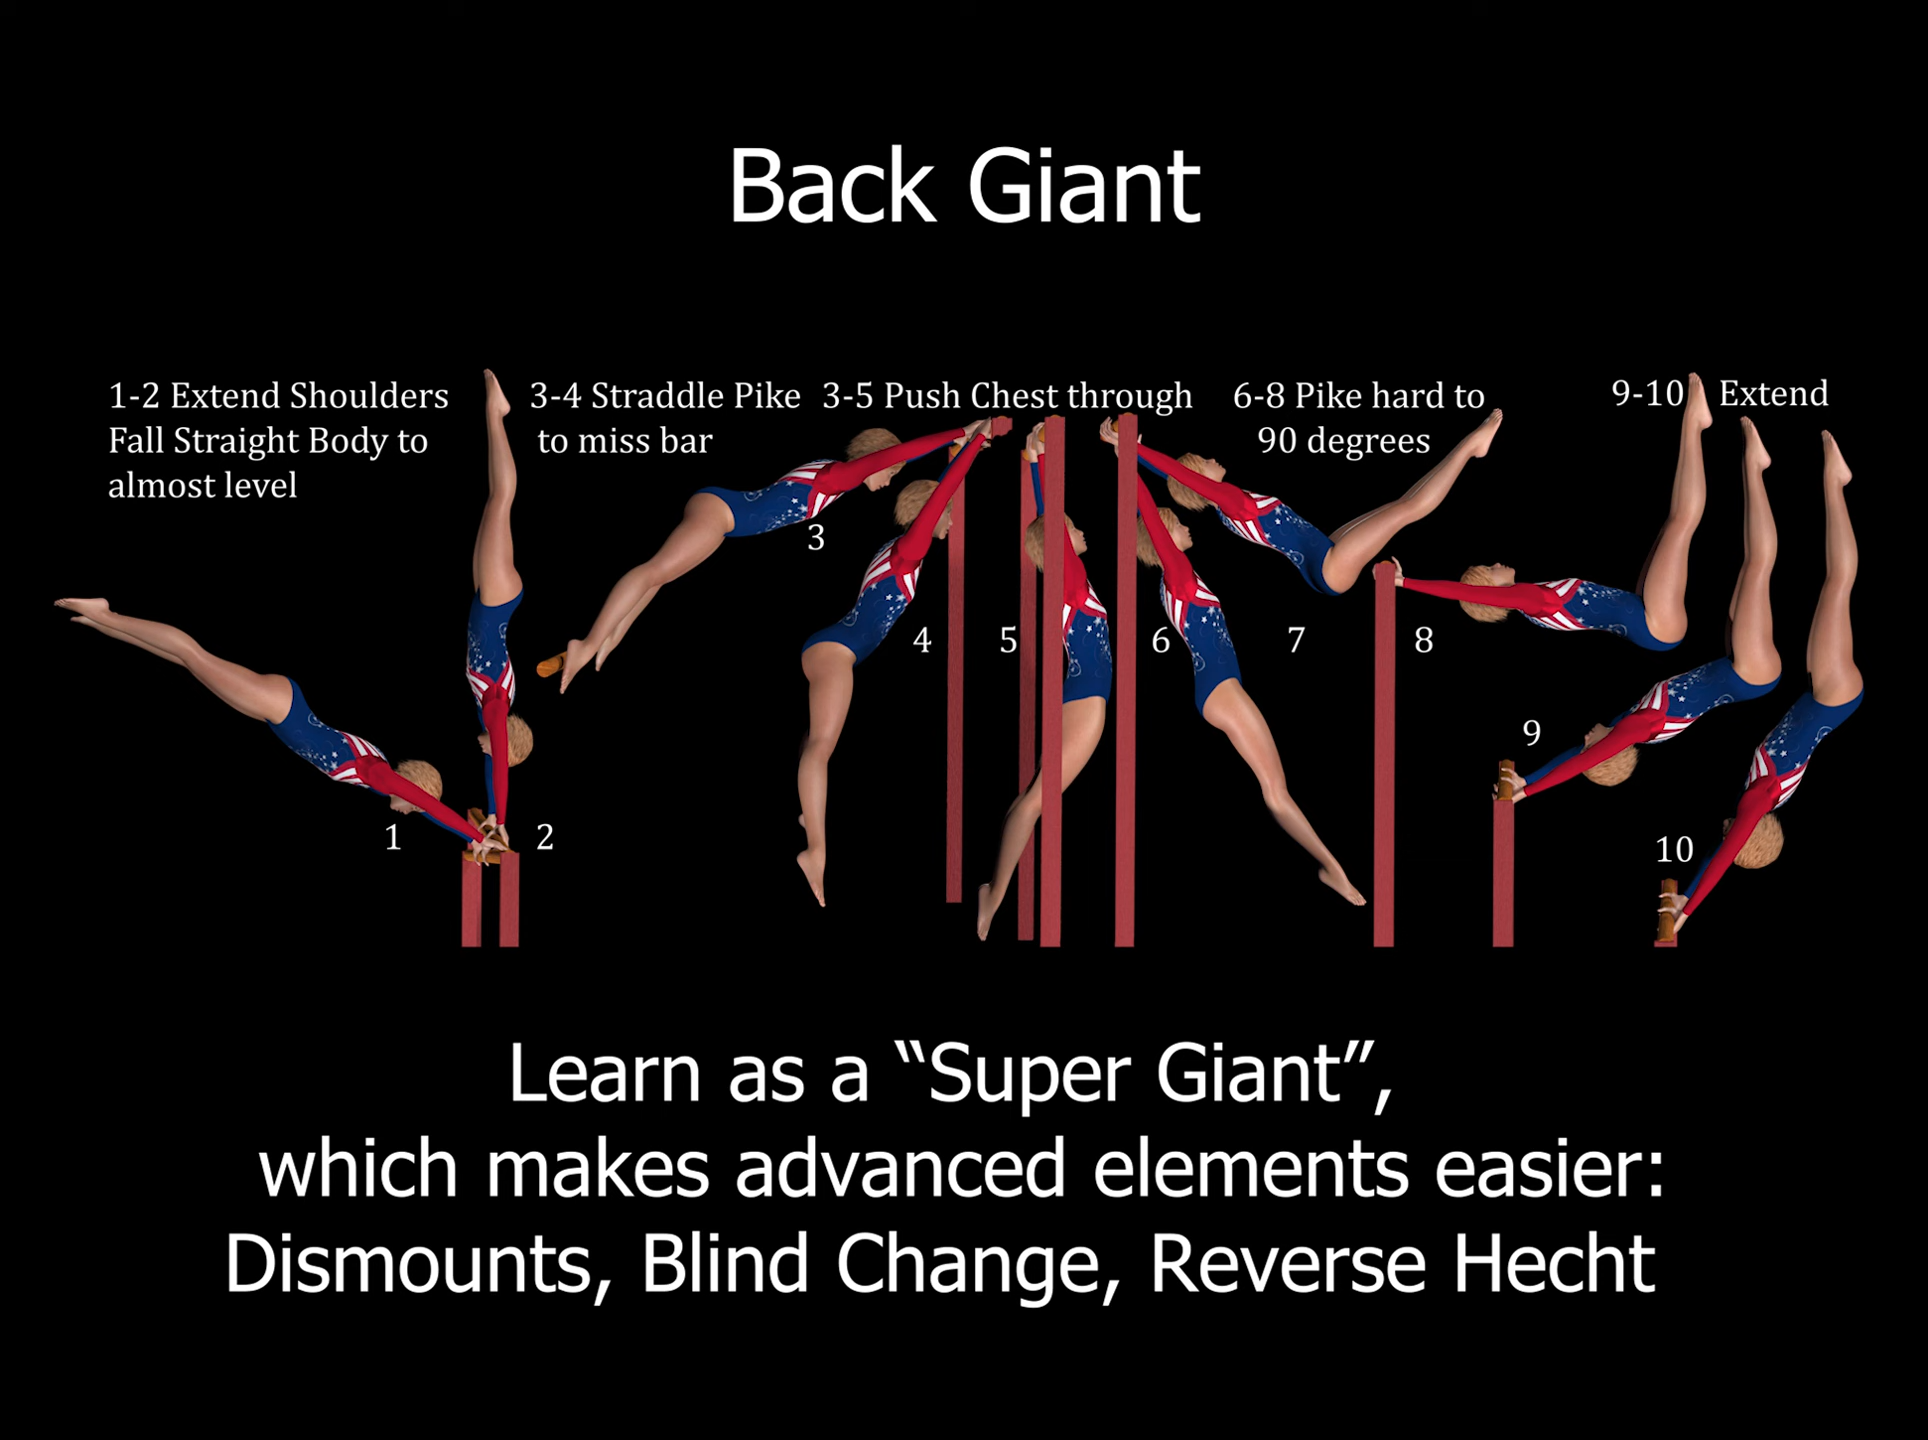 Back Giant
1-2 Extend Shoulders
Fall Straight Body to
almost level
3-4 Straddle Pike
to miss bar
3-5 Push Chest through
6-8 Pike hard to
90 degrees
9-10 Extend
1
2
3
4
5
6
7
8
9
10
Learn as a “Super Giant”,
which makes advanced elements easier:
Dismounts, Blind Change, Reverse Hecht